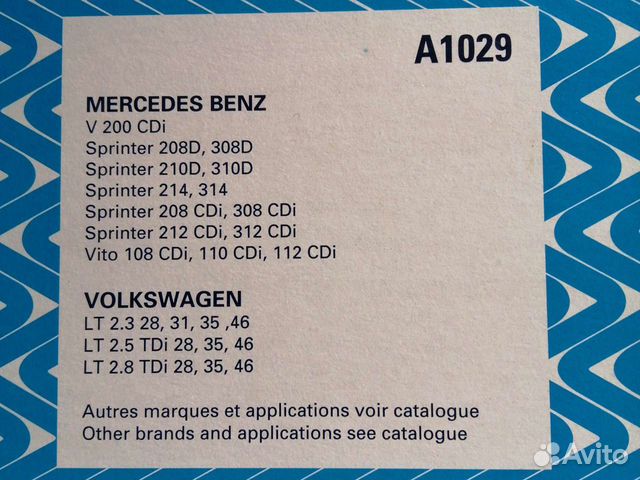 A1029
MERCEDES BENZ
V 200 CDi
Sprinter 208D, 308D
Sprinter 210D, 310D
Sprinter 214, 314
Sprinter 208 CDi, 308 CDi
Sprinter 212 CDi, 312 CDi
Vito 108 CDi, 110 CDi, 112 CDi
VOLKSWAGEN
LT 2.3 28, 31, 35 ,46
LT 2.5 TDi 28, 35, 46
LT 2.8 TDi 28, 35, 46
Autres marques et applications voir catalogue
Other brands and applications see catalogue
Avito